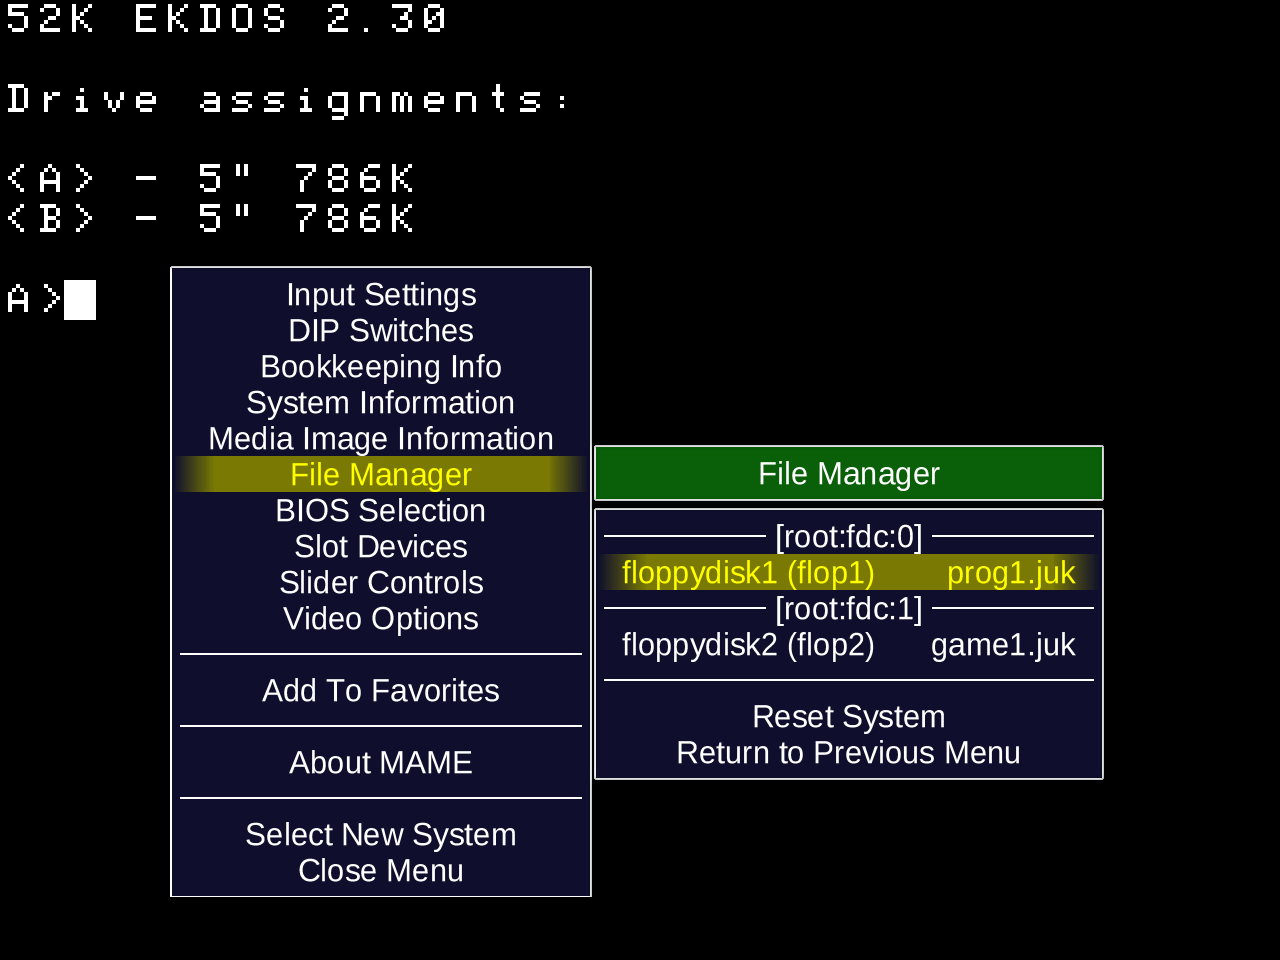 52K EKDOS 2.30
Drive assignments:
<A> - 5" 786K
<B> - 5" 786K
A>
Input Settings
DIP Switches
Bookkeeping Info
System Information
Media Image Information
File Manager
BIOS Selection
Slot Devices
Slider Controls
Video Options
Add To Favorites
About MAME
Select New System
Close Menu
File Manager
[root:fdc:0]
floppydisk1 (flop1) prog1.juk
[root:fdc:1]
floppydisk2 (flop2) game1.juk
Reset System
Return to Previous Menu